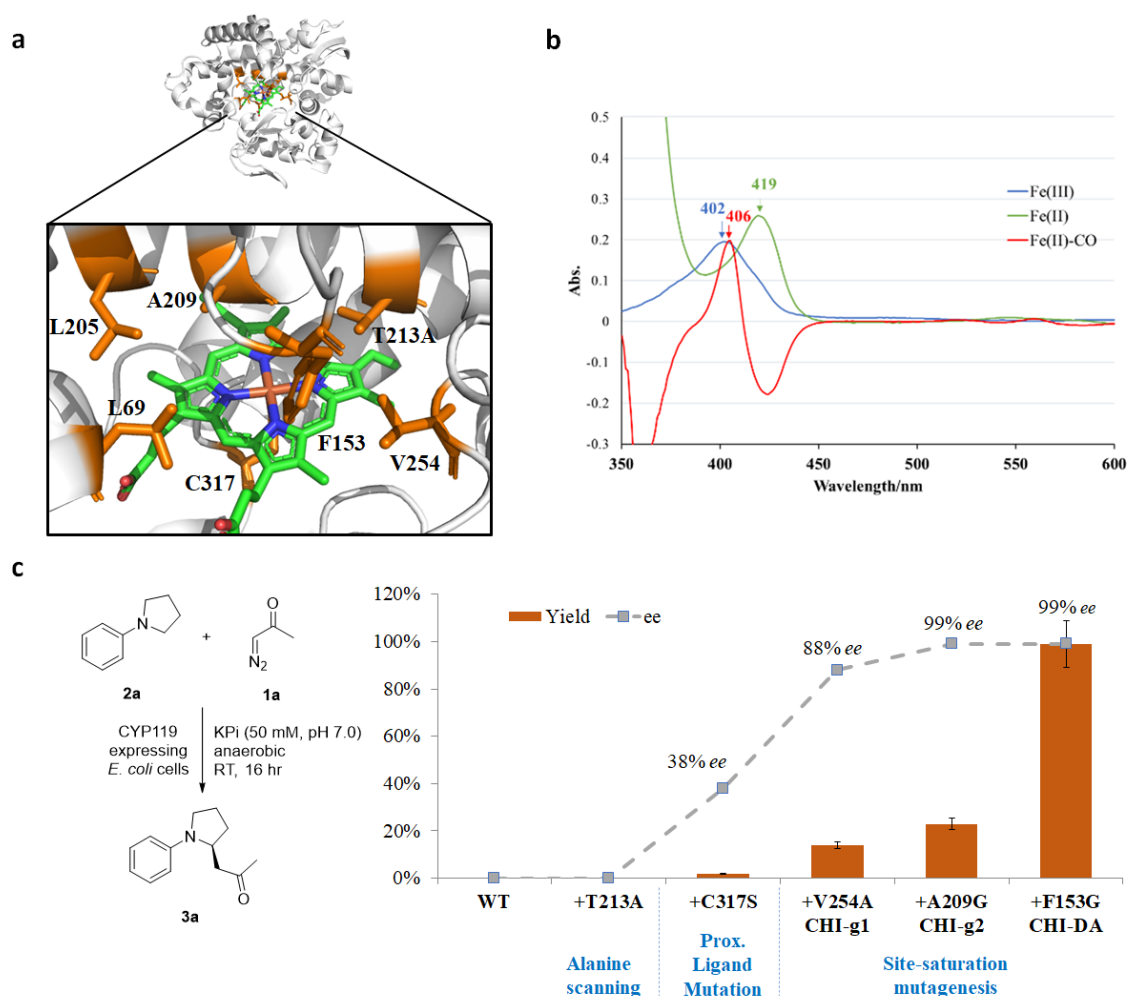 a
L205
A209
T213A
L69
F153
C317
V254
b
0.5
0.4
0.3
0.2
0.1
0
-0.1
-0.2
-0.3
Abs.
402
406
419
Fe(III)
Fe(II)
Fe(II)-CO
350
400
450
500
550
600
Wavelength/nm
c
N
2a
+
O
N2
1a
CYP119
expressing
E. coli cells
KPi (50 mM, pH 7.0)
anaerobic
RT, 16 hr
N
O
3a
120%
100%
80%
60%
40%
20%
0%
Yield
ee
38% ee
88% ee
99% ee
99% ee
WT
+T213A
+C317S
+V254A
CHI-g1
+A209G
CHI-g2
+F153G
CHI-DA
Alanine
scanning
Prox.
Ligand
Mutation
Site-saturation
mutagenesis